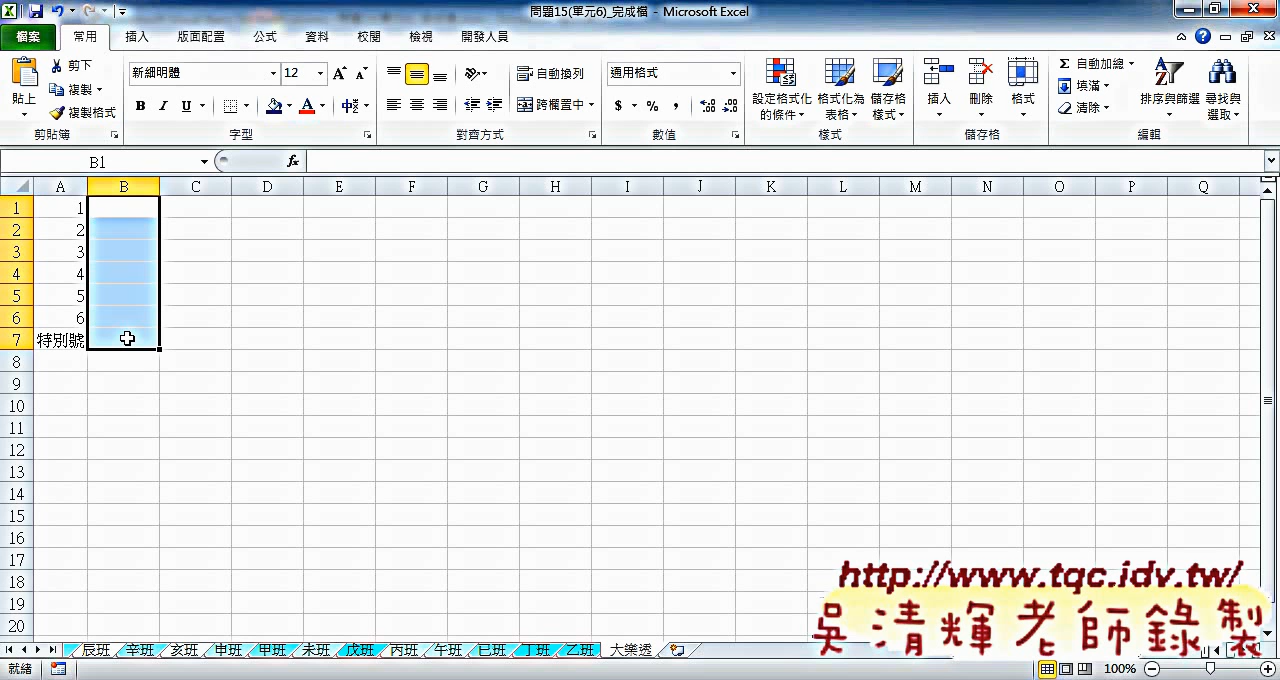 問題15(單元6)_完成檔 - Microsoft Excel
檔案 常用 插入 版面配置 公式 資料 校閱 檢視 開發人員
貼上 剪下 複製 複製格式 剪貼簿
新細明體 12 B I U 字型
自動換列 跨欄置中 對齊方式
通用格式 $ % , 數值
設定格式化的條件 格式化為表格 儲存格樣式 樣式
插入 刪除 格式 儲存格
Σ 自動加總 填滿 清除 排序與篩選 尋找與選取 編輯
B1 fx
A B C D E F G H I J K L M N O P Q
1 1
2 2
3 3
4 4
5 5
6 6
7 特別號
8
9
10
11
12
13
14
15
16
17
18
19
20
http://www.tqc.idv.tw/
吳清輝老師錄製
辰班 辛班 亥班 申班 甲班 未班 戊班 丙班 午班 巳班 丁班 乙班 大樂透
就緒 100%